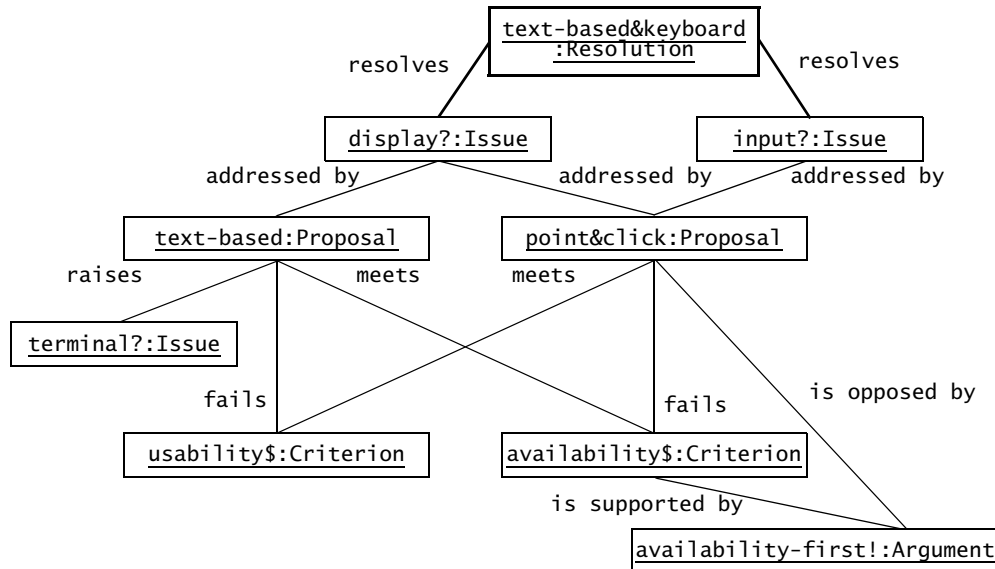 text-based&keyboard
:Resolution
resolves
resolves
display?:Issue
input?:Issue
addressed by
addressed by
addressed by
text-based:Proposal
point&click:Proposal
raises
meets
meets
terminal?:Issue
is opposed by
fails
fails
usability$:Criterion
availability$:Criterion
is supported by
availability-first!:Argument